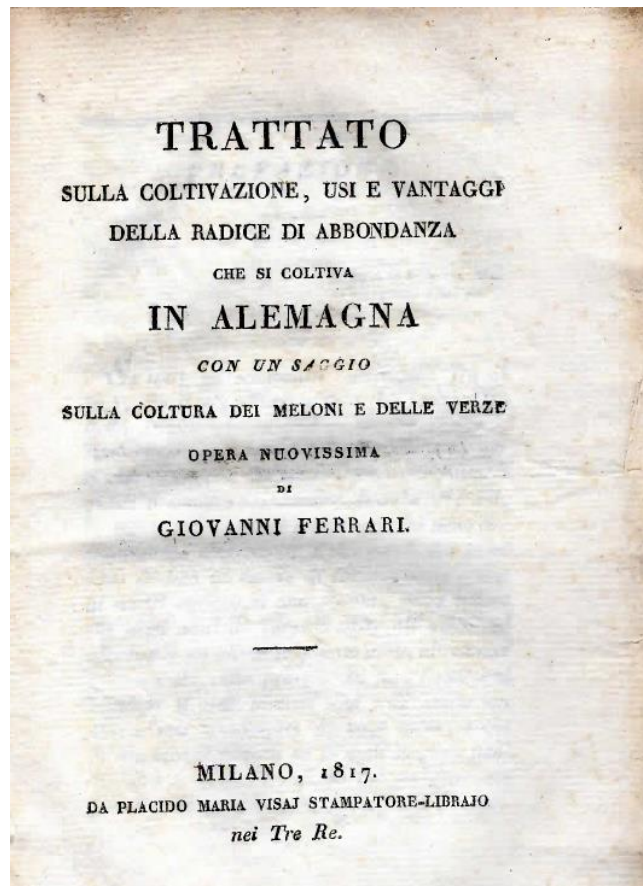 TRATTATO
SULLA COLTIVAZIONE, USI E VANTAGGI
DELLA RADICE DI ABBONDANZA
CHE SI COLTIVA
IN ALEMAGNA
CON UN SAGGIO
SULLA COLTURA DEI MELONI E DELLE VERZE
OPERA NUOVISSIMA
DI
GIOVANNI FERRARI.
MILANO, 1817.
DA PLACIDO MARIA VISAJ STAMPATORE-LIBRAJO
nei Tre Re.